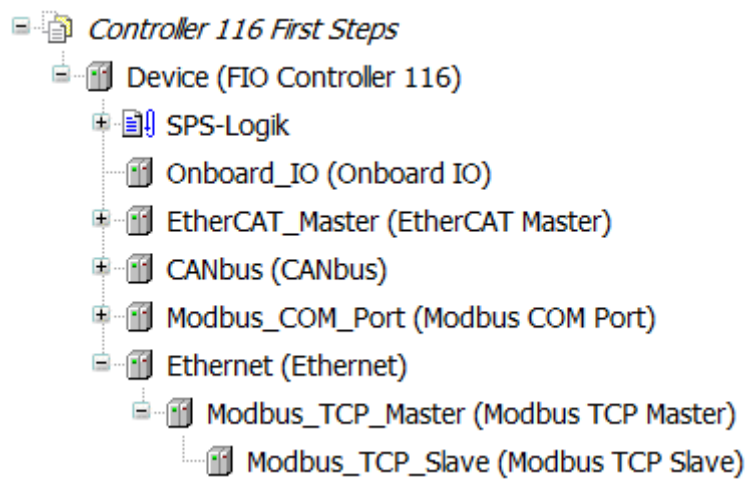 Controller 116 First Steps
Device (FIO Controller 116)
SPS-Logik
Onboard_IO (Onboard IO)
EtherCAT_Master (EtherCAT Master)
CANbus (CANbus)
Modbus_COM_Port (Modbus COM Port)
Ethernet (Ethernet)
Modbus_TCP_Master (Modbus TCP Master)
Modbus_TCP_Slave (Modbus TCP Slave)